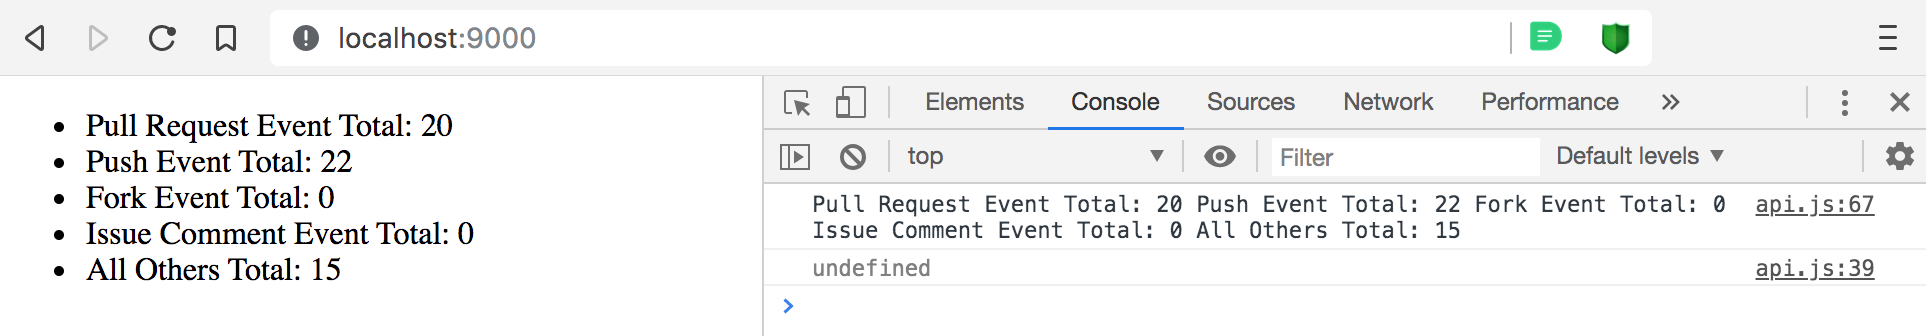 localhost:9000
Pull Request Event Total: 20
Push Event Total: 22
Fork Event Total: 0
Issue Comment Event Total: 0
All Others Total: 15
Elements Console Sources Network Performance »
top Filter Default levels
Pull Request Event Total: 20 Push Event Total: 22 Fork Event Total: 0 api.js:67
Issue Comment Event Total: 0 All Others Total: 15
undefined api.js:39